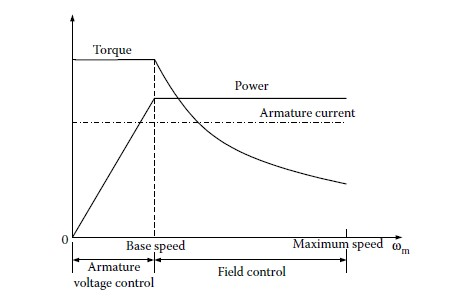 Torque
Power
Armature current
0
Base speed
Maximum speed ωm
Armature
voltage control
Field control